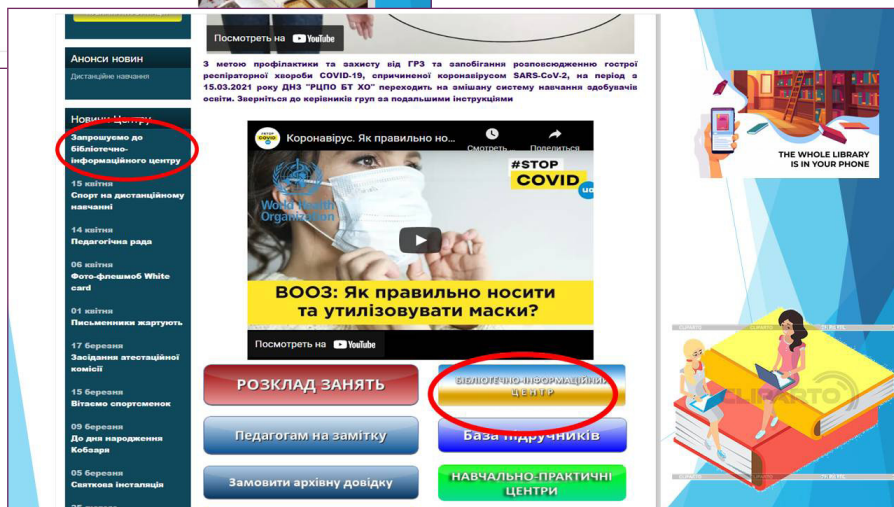 Посмотреть на YouTube
Анонси новин
Дистанційне навчання
Новини Центру
Запрошуємо до
бібліотечно-
інформаційного центру
15 квітня
Спорт на дистанційному
навчанні
14 квітня
Педагогічна рада
06 квітня
Фото-флешмоб White
card
01 квітня
Письменники жартують
17 березня
Засідання атестаційної
комісії
15 березня
Вітаємо спортсменок
09 березня
До дня народження
Кобзаря
05 березня
Святкова інсталяція
З метою профілактики та захисту від ГРЗ та запобігання розповсюдженню гострої
респіраторної хвороби COVID-19, спричиненої коронавірусом SARS-CoV-2, на період з
15.03.2021 року ДНЗ "РЦПО БТ ХО" переходить на змішану систему навчання здобувачів
освіти. Зверніться до керівників груп за подальшими інструкціями
Коронавірус. Як правильно но...
Смотреть ...
Поделиться
#STOP
COVID
ua
World Health
Organization
ВООЗ: Як правильно носити
та утилізовувати маски?
Посмотреть на YouTube
РОЗКЛАД ЗАНЯТЬ
БІБЛІОТЕЧНО-ІНФОРМАЦІЙНИЙ
ЦЕНТР
Педагогам на замітку
База підручників
Замовити архівну довідку
НАВЧАЛЬНО-ПРАКТИЧНІ
ЦЕНТРИ
THE WHOLE LIBRARY
IS IN YOUR PHONE
CLIPARTO